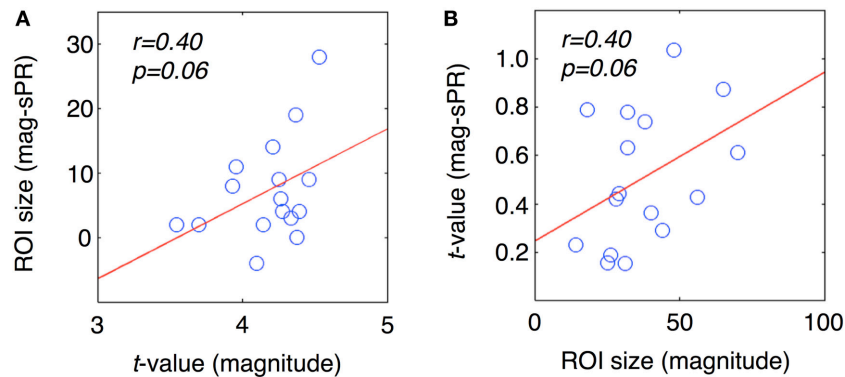 A
r=0.40
p=0.06
ROI size (mag-sPR)
30
20
10
0
3
4
5
t-value (magnitude)
B
r=0.40
p=0.06
t-value (mag-sPR)
1.0
0.8
0.6
0.4
0.2
0
50
100
ROI size (magnitude)